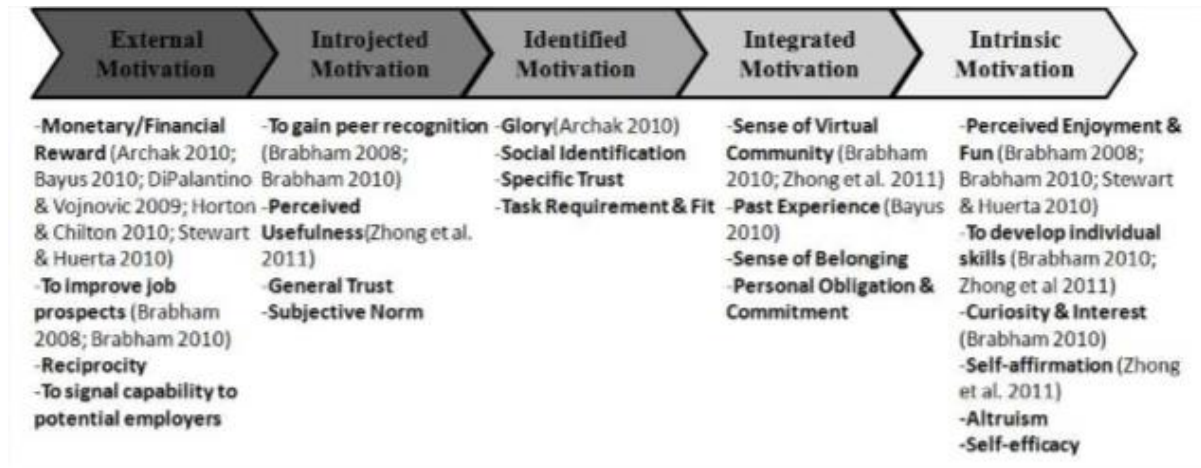 External
Motivation
Introjected
Motivation
Identified
Motivation
Integrated
Motivation
Intrinsic
Motivation
-Monetary/Financial
Reward (Archak 2010;
Bayus 2010; DiPalantino
& Vojnovic 2009; Horton
& Chilton 2010; Stewart
& Huerta 2010)
-To improve job
prospects (Brabham
2008; Brabham 2010)
-Reciprocity
-To signal capability to
potential employers
-To gain peer recognition
(Brabham 2008;
Brabham 2010)
-Perceived
Usefulness(Zhong et al.
2011)
-General Trust
-Subjective Norm
-Glory(Archak 2010)
-Social Identification
-Specific Trust
-Task Requirement & Fit
-Sense of Virtual
Community (Brabham
2010; Zhong et al. 2011)
-Past Experience (Bayus
2010)
-Sense of Belonging
-Personal Obligation &
Commitment
-Perceived Enjoyment &
Fun (Brabham 2008;
Brabham 2010; Stewart
& Huerta 2010)
-To develop individual
skills (Brabham 2010;
Zhong et al 2011)
-Curiosity & Interest
(Brabham 2010)
-Self-affirmation (Zhong
et al. 2011)
-Altruism
-Self-efficacy